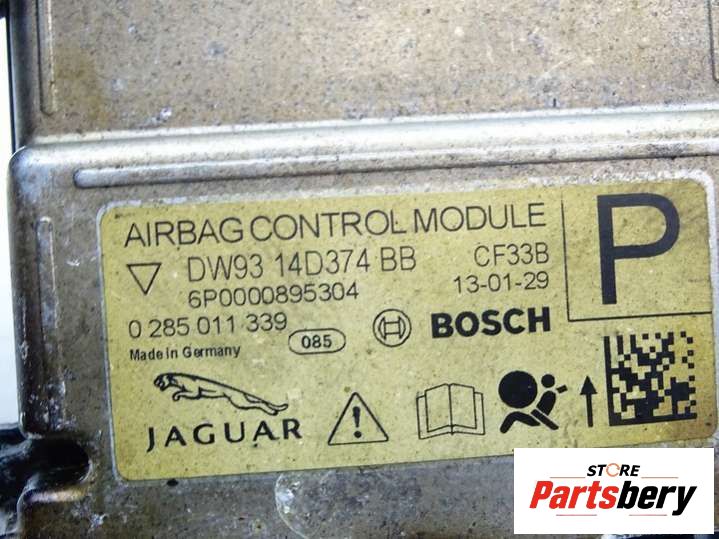 AIRBAG CONTROL MODULE
P
DW93 14D374 BB CF33B
6P0000895304 13-01-29
0 285 011 339
085
BOSCH
Made in Germany
JAGUAR
STORE
Partsbery